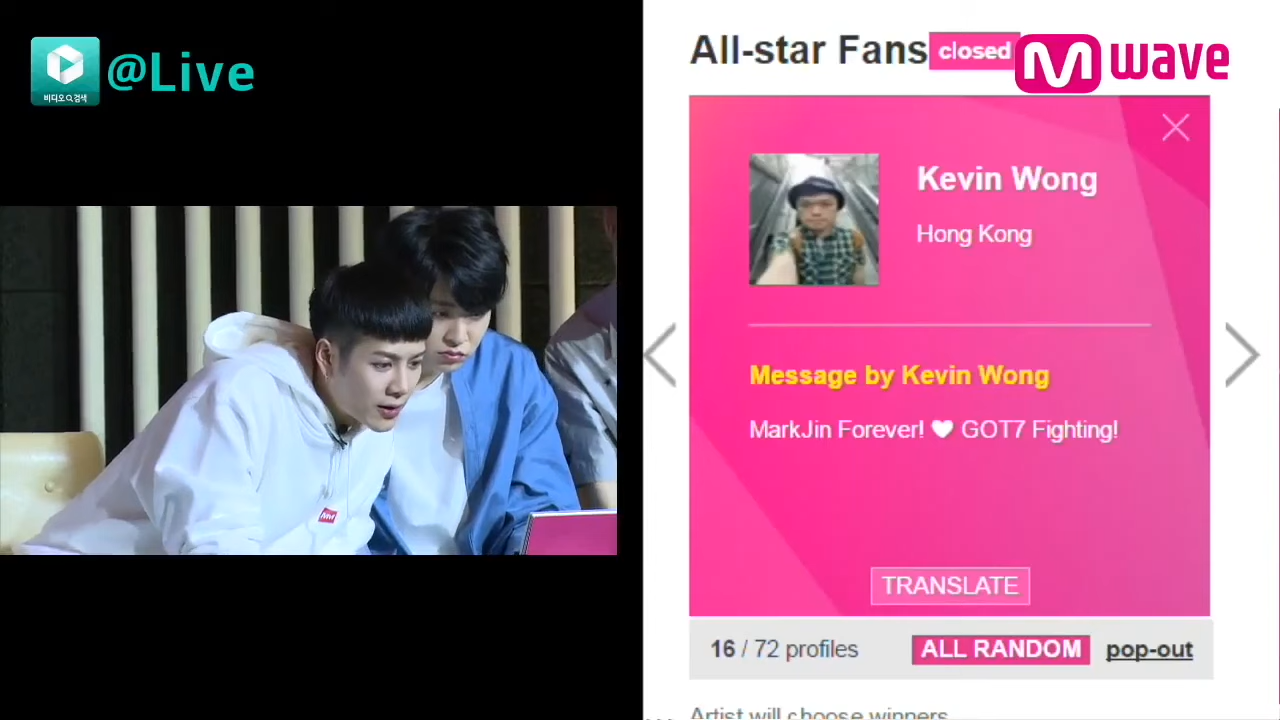 비디오 검색
@Live
All-star Fans closed
M wave
Kevin Wong
Hong Kong
Message by Kevin Wong
MarkJin Forever! ♥ GOT7 Fighting!
TRANSLATE
16 / 72 profiles ALL RANDOM pop-out
Artist will choose winners